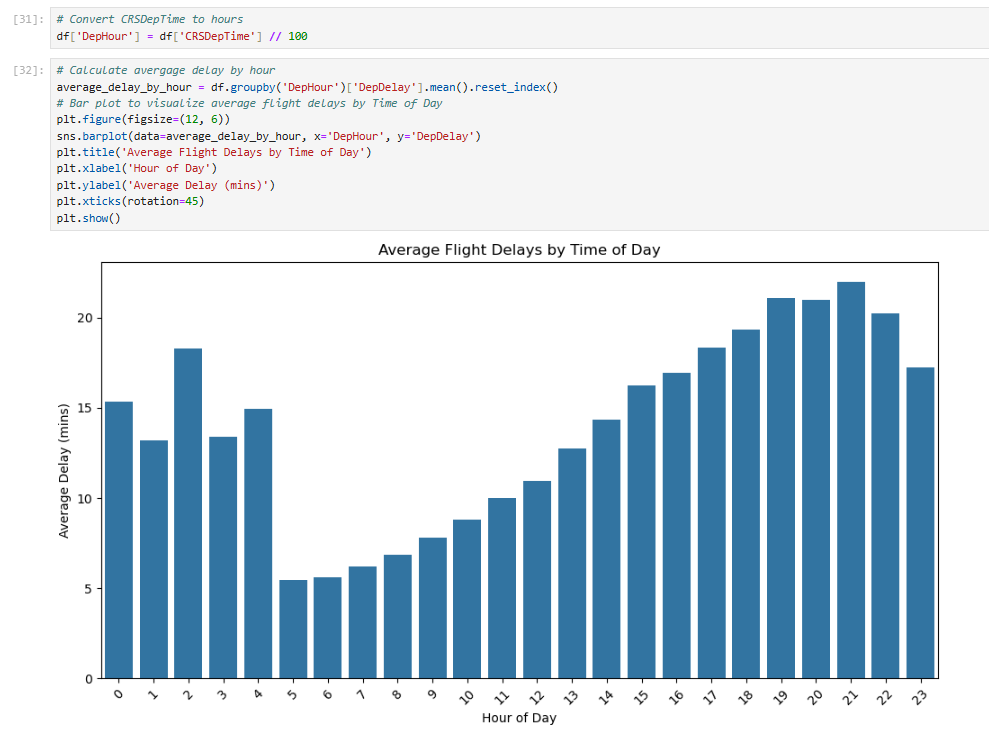 [31]:
# Convert CRSDepTime to hours
df['DepHour'] = df['CRSDepTime'] // 100
[32]:
# Calculate avergage delay by hour
average_delay_by_hour = df.groupby('DepHour')['DepDelay'].mean().reset_index()
# Bar plot to visualize average flight delays by Time of Day
plt.figure(figsize=(12, 6))
sns.barplot(data=average_delay_by_hour, x='DepHour', y='DepDelay')
plt.title('Average Flight Delays by Time of Day')
plt.xlabel('Hour of Day')
plt.ylabel('Average Delay (mins)')
plt.xticks(rotation=45)
plt.show()
Average Flight Delays by Time of Day
Average Delay (mins)
20
15
10
5
0
0 1 2 3 4 5 6 7 8 9 10 11 12 13 14 15 16 17 18 19 20 21 22 23
Hour of Day